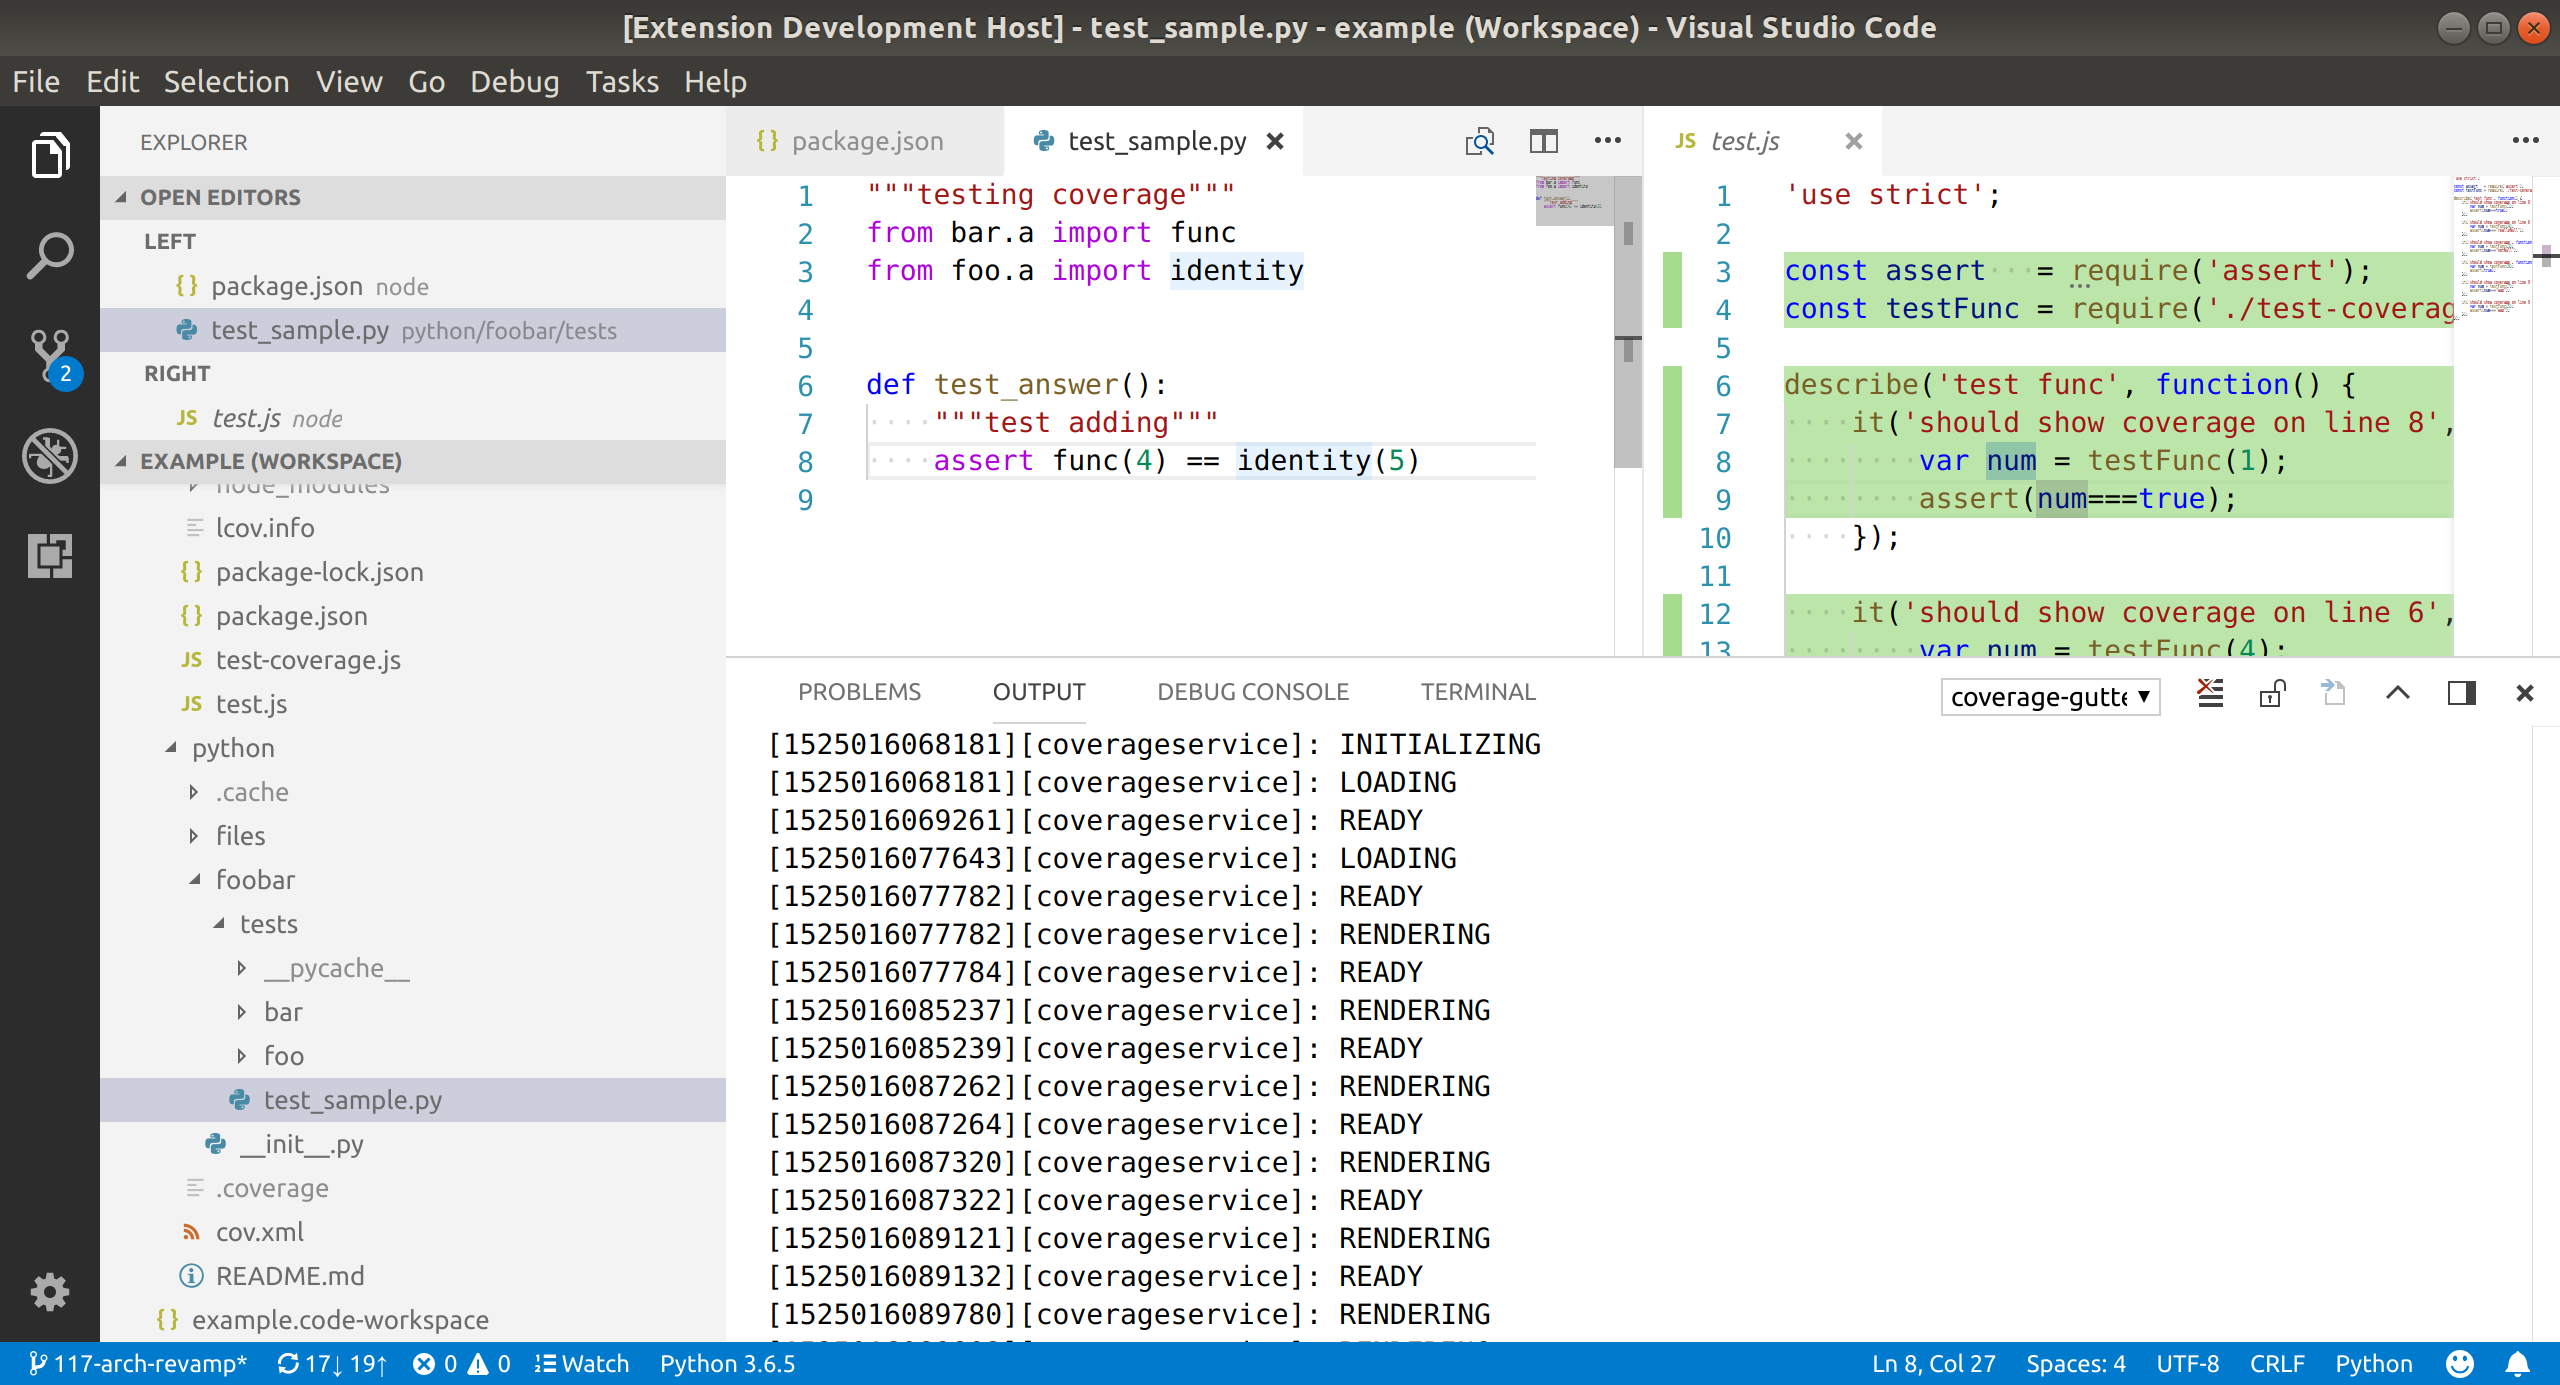 [Extension Development Host] - test_sample.py - example (Workspace) - Visual Studio Code
File Edit Selection View Go Debug Tasks Help
EXPLORER
OPEN EDITORS
LEFT
{} package.json node
test_sample.py python/foobar/tests
RIGHT
JS test.js node
EXAMPLE (WORKSPACE)
node_modules
lcov.info
{} package-lock.json
{} package.json
JS test-coverage.js
JS test.js
python
.cache
files
foobar
tests
__pycache__
bar
foo
test_sample.py
__init__.py
.coverage
cov.xml
README.md
{} example.code-workspace
2
{} package.json
test_sample.py
1 """testing coverage"""
2 from bar.a import func
3 from foo.a import identity
4
5
6 def test_answer():
7 """test adding"""
8 assert func(4) == identity(5)
9
JS test.js
1 'use strict';
2
3 const assert = require('assert');
4 const testFunc = require('./test-coverag
5
6 describe('test func', function() {
7 it('should show coverage on line 8',
8 var num = testFunc(1);
9 assert(num===true);
10 });
11
12 it('should show coverage on line 6',
13 var num = testFunc(4);
PROBLEMS OUTPUT DEBUG CONSOLE TERMINAL
coverage-gutte
[1525016068181][coverageservice]: INITIALIZING
[1525016068181][coverageservice]: LOADING
[1525016069261][coverageservice]: READY
[1525016077643][coverageservice]: LOADING
[1525016077782][coverageservice]: READY
[1525016077782][coverageservice]: RENDERING
[1525016077784][coverageservice]: READY
[1525016085237][coverageservice]: RENDERING
[1525016085239][coverageservice]: READY
[1525016087262][coverageservice]: RENDERING
[1525016087264][coverageservice]: READY
[1525016087320][coverageservice]: RENDERING
[1525016087322][coverageservice]: READY
[1525016089121][coverageservice]: RENDERING
[1525016089132][coverageservice]: READY
[1525016089780][coverageservice]: RENDERING
117-arch-revamp* 17↓ 19↑ 0 0 Watch Python 3.6.5
Ln 8, Col 27 Spaces: 4 UTF-8 CRLF Python